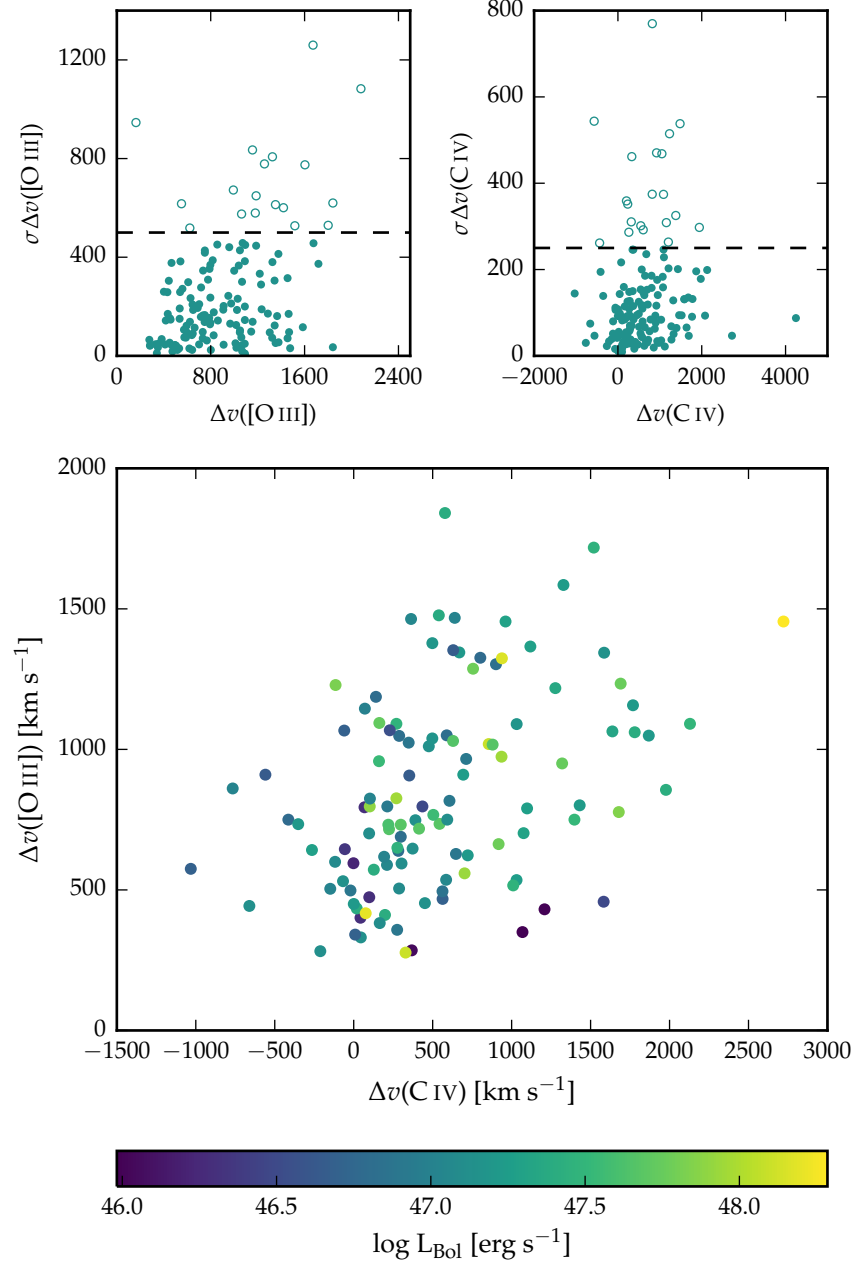 1200
800
400
0
σΔv([O III])
0 800 1600 2400
Δv([O III])
800
600
400
200
0
σΔv(C IV)
−2000 0 2000 4000
Δv(C IV)
2000
1500
1000
500
0
Δv([O III]) [km s⁻¹]
−1500 −1000 −500 0 500 1000 1500 2000 2500 3000
Δv(C IV) [km s⁻¹]
46.0 46.5 47.0 47.5 48.0
log L_Bol [erg s⁻¹]